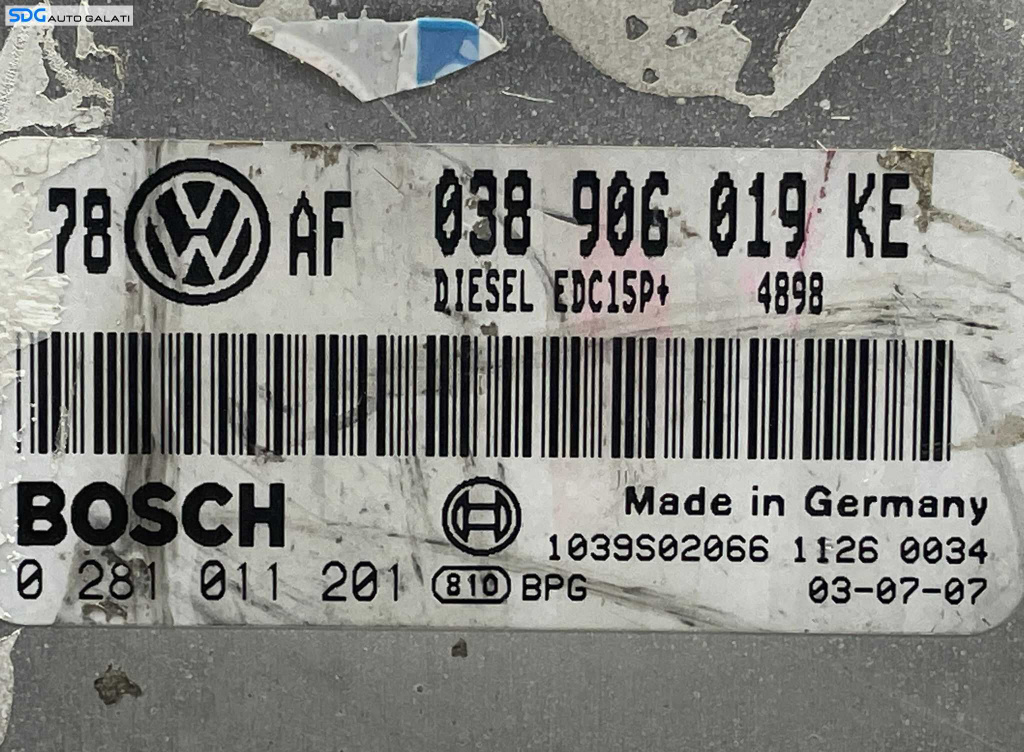 SDG AUTO GALATI
78 VW AF 038 906 019 KE
DIESEL EDC15P+ 4898
BOSCH Made in Germany
1039S02066 1126 0034
0 281 011 201 810 BPG 03-07-07